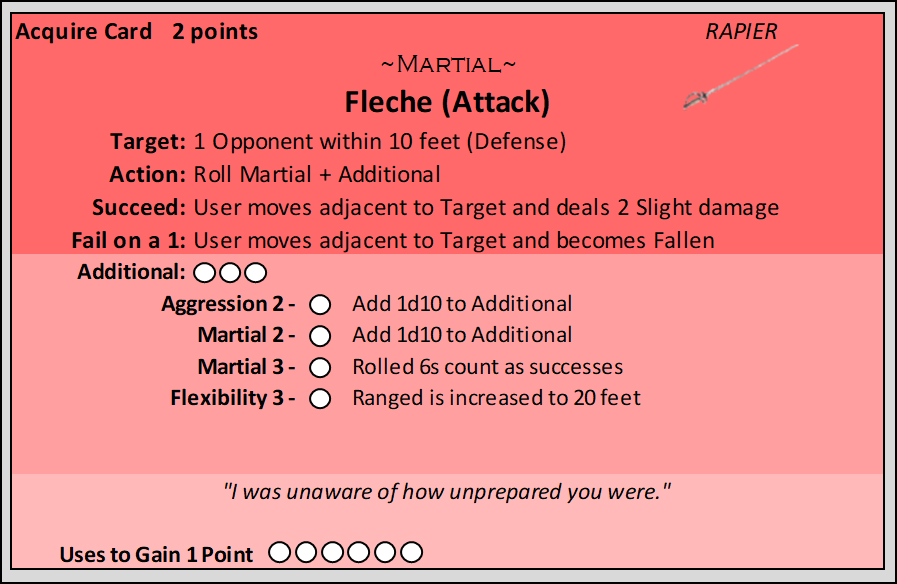 Acquire Card 2 points
RAPIER
~MARTIAL~
Fleche (Attack)
Target: 1 Opponent within 10 feet (Defense)
Action: Roll Martial + Additional
Succeed: User moves adjacent to Target and deals 2 Slight damage
Fail on a 1: User moves adjacent to Target and becomes Fallen
Additional:
Aggression 2 - Add 1d10 to Additional
Martial 2 - Add 1d10 to Additional
Martial 3 - Rolled 6s count as successes
Flexibility 3 - Ranged is increased to 20 feet
"I was unaware of how unprepared you were."
Uses to Gain 1 Point